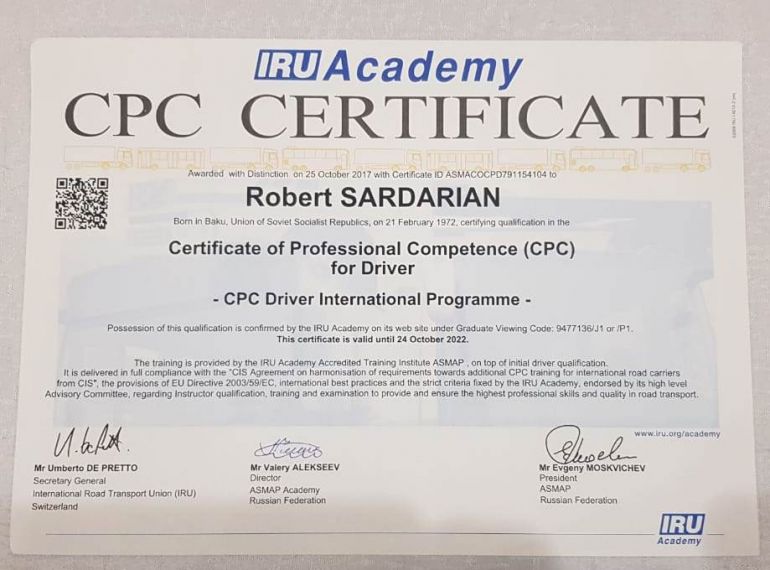 IRU Academy
CPC CERTIFICATE
Awarded with Distinction on 25 October 2017 with Certificate ID ASMACOCPD791154104 to
Robert SARDARIAN
Born in Baku, Union of Soviet Socialist Republics, on 21 February 1972, certifying qualification in the
Certificate of Professional Competence (CPC)
for Driver
- CPC Driver International Programme -
Possession of this qualification is confirmed by the IRU Academy on its web site under Graduate Viewing Code: 9477136/J1 or /P1.
This certificate is valid until 24 October 2022.
The training is provided by the IRU Academy Accredited Training Institute ASMAP , on top of initial driver qualification.
It is delivered in full compliance with the "CIS Agreement on harmonisation of requirements towards additional CPC training for international road carriers
from CIS", the provisions of EU Directive 2003/59/EC, international best practices and the strict criteria fixed by the IRU Academy, endorsed by its high level
Advisory Committee, regarding Instructor qualification, training and examination to provide and ensure the highest professional skills and quality in road transport.
www.iru.org/academy
Mr Umberto DE PRETTO
Secretary General
International Road Transport Union (IRU)
Switzerland
Mr Valery ALEKSEEV
Director
ASMAP Academy
Russian Federation
Mr Evgeny MOSKVICHEV
President
ASMAP
Russian Federation
IRU
Academy